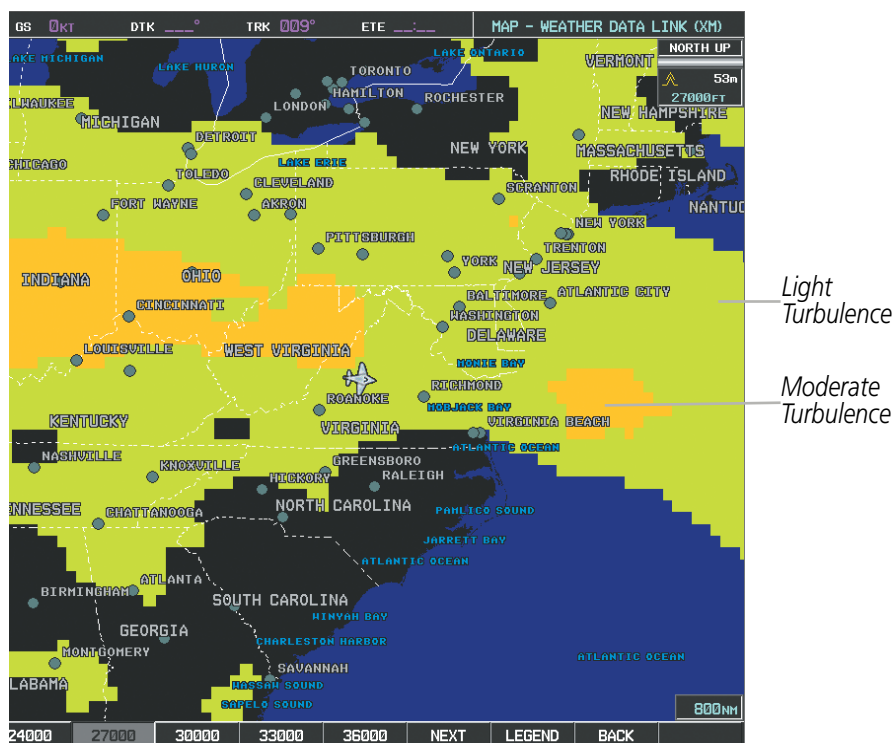 GS 0KT DTK ___° TRK 009° ETE __:__ MAP - WEATHER DATA LINK (XM)
NORTH UP
53m
27000FT
LAKE ONTARIO
AKE MICHIGAN
LAKE HURON
VERMONT
TORONTO
HAMILTON
LONDON
ROCHESTER
LWAUKEE
MICHIGAN
NEW HAMPSHIRE
DETROIT
NEW YORK
MASSACHUSETTS
CHICAGO
LAKE ERIE
RHODE ISLAND
TOLEDO
CLEVELAND
SCRANTON
FORT WAYNE
AKRON
NANTUC
NEW YORK
PITTSBURGH
TRENTON
YORK
NEW JERSEY
INDIANA
OHIO
Light
Turbulence
BALTIMORE
ATLANTIC CITY
CINCINNATI
WASHINGTON
DELAWARE
LOUISVILLE
WEST VIRGINIA
MONIE BAY
RICHMOND
Moderate
Turbulence
ROANOKE
MOBJACK BAY
KENTUCKY
VIRGINIA
VIRGINIA BEACH
ATLANTIC OCEAN
NASHVILLE
KNOXVILLE
GREENSBORO
HICKORY
RALEIGH
NNESSEE
CHATTANOOGA
NORTH CAROLINA
PAMLICO SOUND
JARRETT BAY
ATLANTIC OCEAN
ATLANTA
BIRMINGHAM
SOUTH CAROLINA
WINYAH BAY
GEORGIA
CHARLESTON HARBOR
MONTGOMERY
ATLANTIC OCEAN
SAVANNAH
LABAMA
WASSAW SOUND
SAPELO SOUND
800NM
24000 27000 30000 33000 36000 NEXT LEGEND BACK